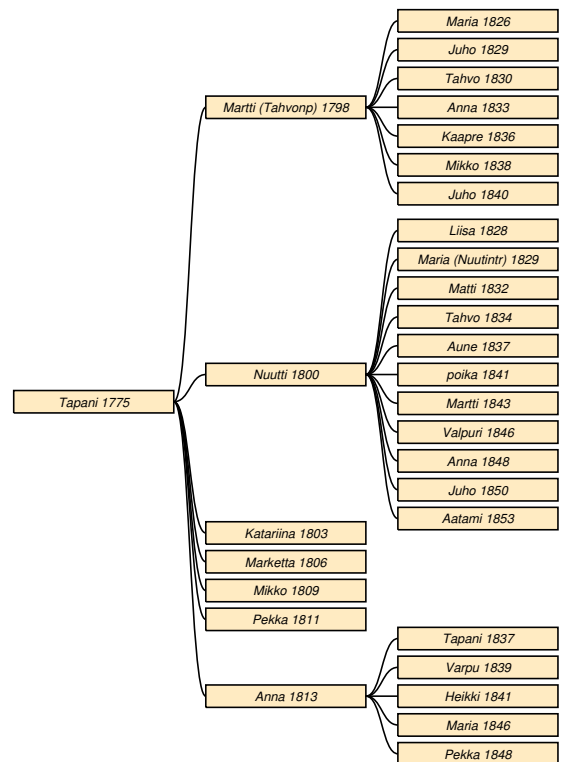 Maria 1826
Juho 1829
Tahvo 1830
Martti (Tahvonp) 1798
Anna 1833
Kaapre 1836
Mikko 1838
Juho 1840
Liisa 1828
Maria (Nuutintr) 1829
Matti 1832
Tahvo 1834
Aune 1837
Nuutti 1800
poika 1841
Tapani 1775
Martti 1843
Valpuri 1846
Anna 1848
Juho 1850
Aatami 1853
Katariina 1803
Marketta 1806
Mikko 1809
Pekka 1811
Tapani 1837
Varpu 1839
Anna 1813
Heikki 1841
Maria 1846
Pekka 1848